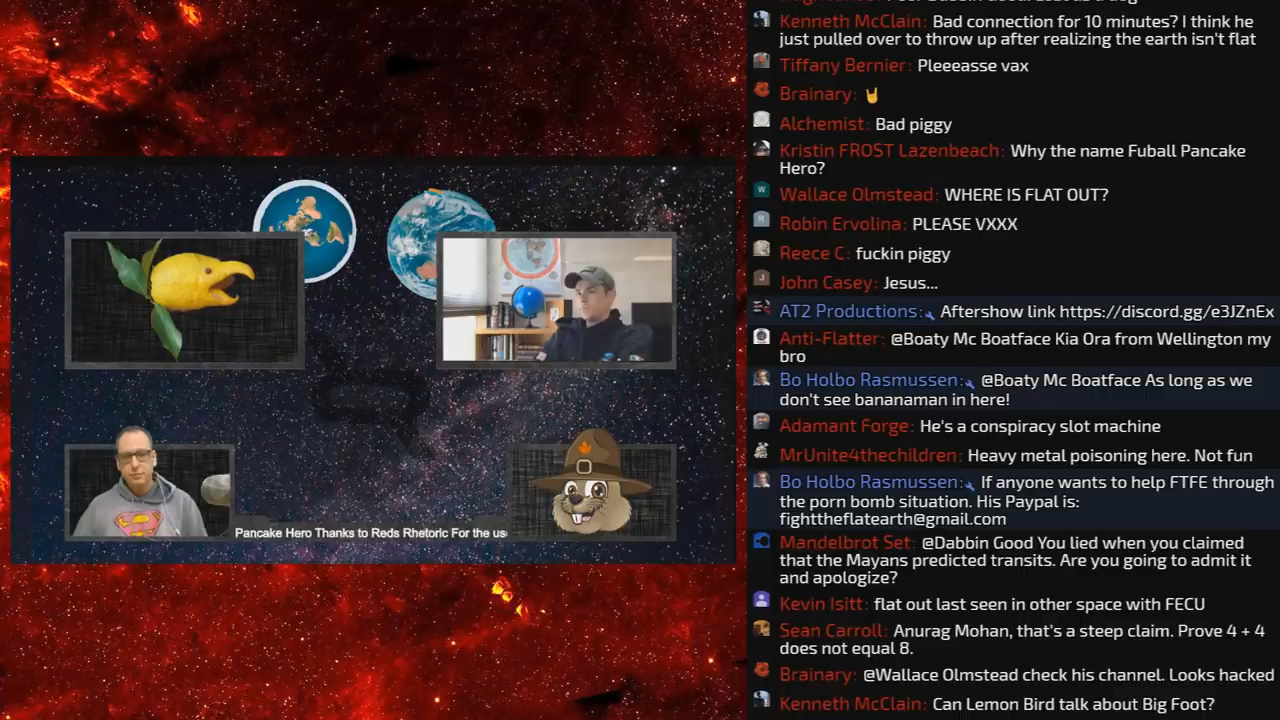 Kenneth McClain: Bad connection for 10 minutes? I think he
just pulled over to throw up after realizing the earth isn't flat
Tiffany Bernier: Pleeeasse vax
Brainary: 🤘
Alchemist: Bad piggy
Kristin FROST Lazenbeach: Why the name Fuball Pancake
Hero?
W
Wallace Olmstead: WHERE IS FLAT OUT?
R
Robin Ervolina: PLEASE VXXX
Reece C: fuckin piggy
J
John Casey: Jesus...
AT2 Productions: Aftershow link https://discord.gg/e3JZnEx
Anti-Flatter: @Boaty Mc Boatface Kia Ora from Wellington my
bro
Bo Holbo Rasmussen: @Boaty Mc Boatface As long as we
don't see bananaman in here!
Adamant Forge: He's a conspiracy slot machine
MrUnite4thechildren: Heavy metal poisoning here. Not fun
Bo Holbo Rasmussen: If anyone wants to help FTFE through
the porn bomb situation. His Paypal is:
fighttheflatearth@gmail.com
Mandelbrot Set: @Dabbin Good You lied when you claimed
that the Mayans predicted transits. Are you going to admit it
and apologize?
Kevin Isitt: flat out last seen in other space with FECU
Sean Carroll: Anurag Mohan, that's a steep claim. Prove 4 + 4
does not equal 8.
Brainary: @Wallace Olmstead check his channel. Looks hacked
Kenneth McClain: Can Lemon Bird talk about Big Foot?
Pancake Hero Thanks to Reds Rhetoric For the us